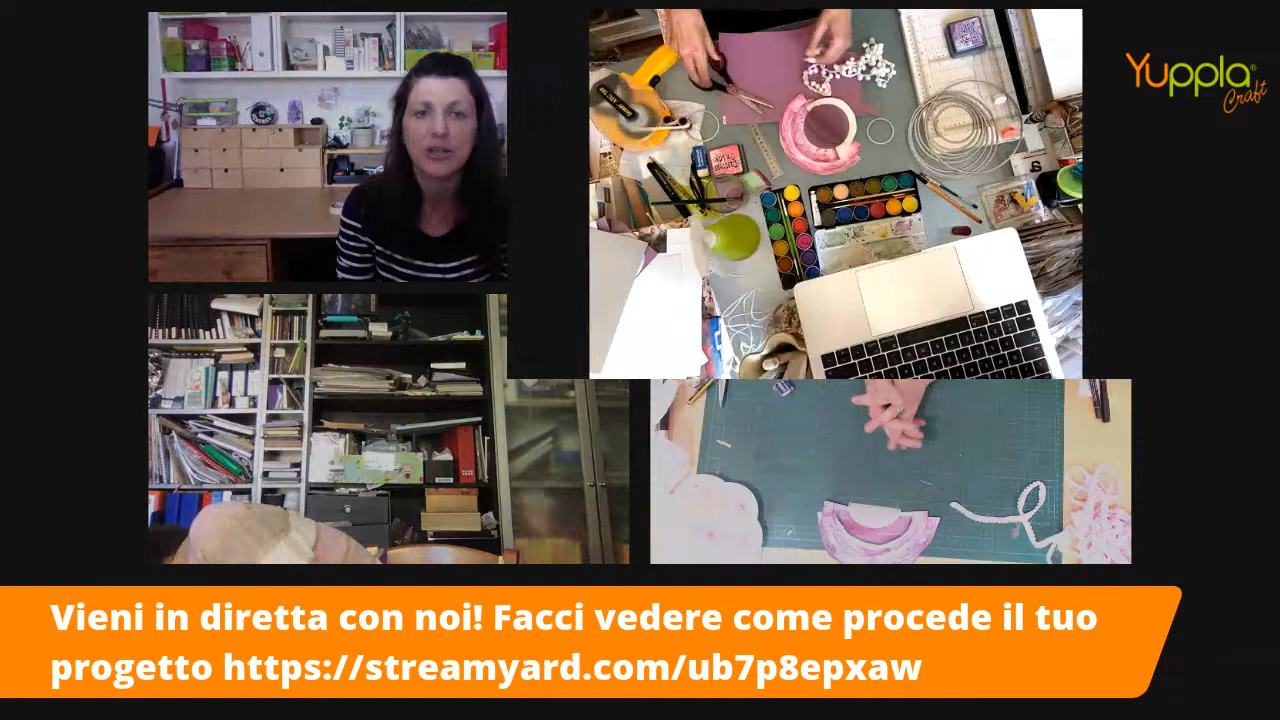 Yuppla®
Craft
Vieni in diretta con noi! Facci vedere come procede il tuo
progetto https://streamyard.com/ub7p8epxaw